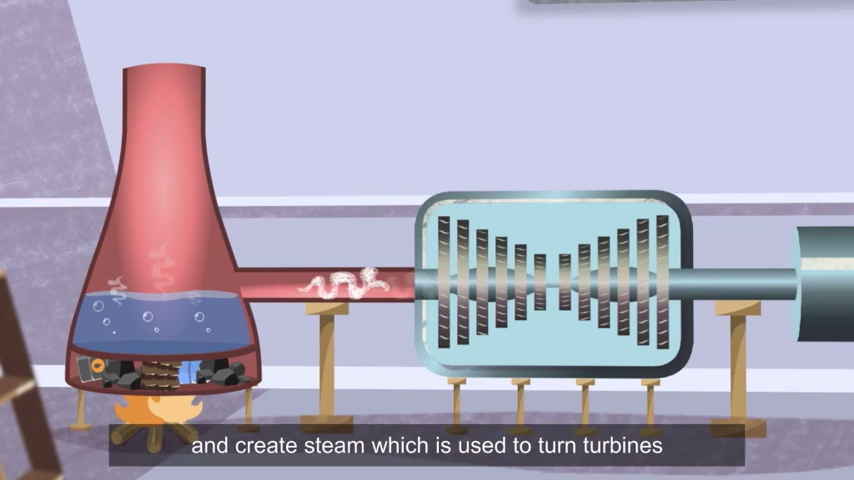 and create steam which is used to turn turbines